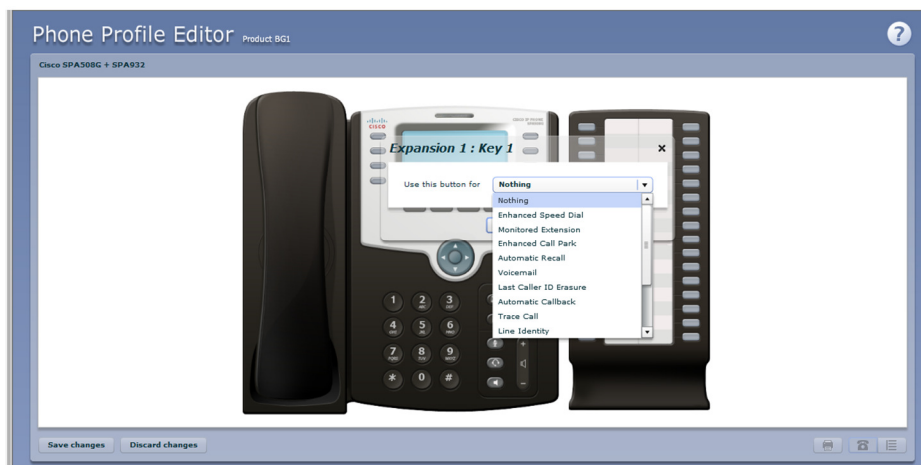 Phone Profile Editor Product BG1
?
Cisco SPA508G + SPA932
CISCO
Expansion 1 : Key 1
Use this button for Nothing
Nothing
Enhanced Speed Dial
Monitored Extension
Enhanced Call Park
Automatic Recall
Voicemail
Last Caller ID Erasure
Automatic Callback
Trace Call
Line Identity
1 2 3
4 5 6
7 8 9
* 0 #
Save changes Discard changes